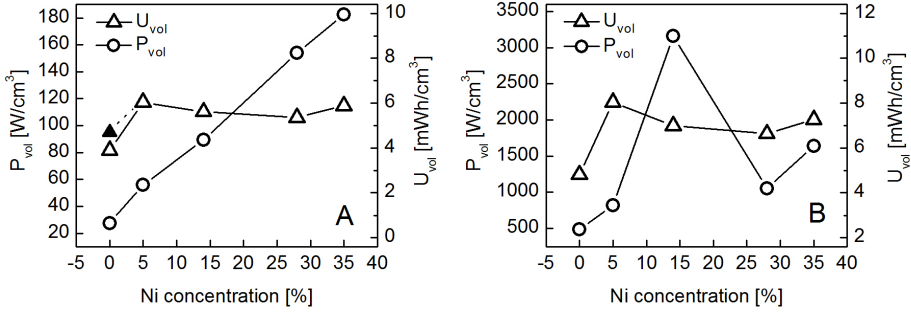 U_vol
P_vol
P_vol [W/cm³]
180
160
140
120
100
80
60
40
20
10
8
6
4
2
0
U_vol [mWh/cm³]
A
-5 0 5 10 15 20 25 30 35 40
Ni concentration [%]
U_vol
P_vol
P_vol [W/cm³]
3500
3000
2500
2000
1500
1000
500
12
10
8
6
4
2
U_vol [mWh/cm³]
B
-5 0 5 10 15 20 25 30 35 40
Ni concentration [%]